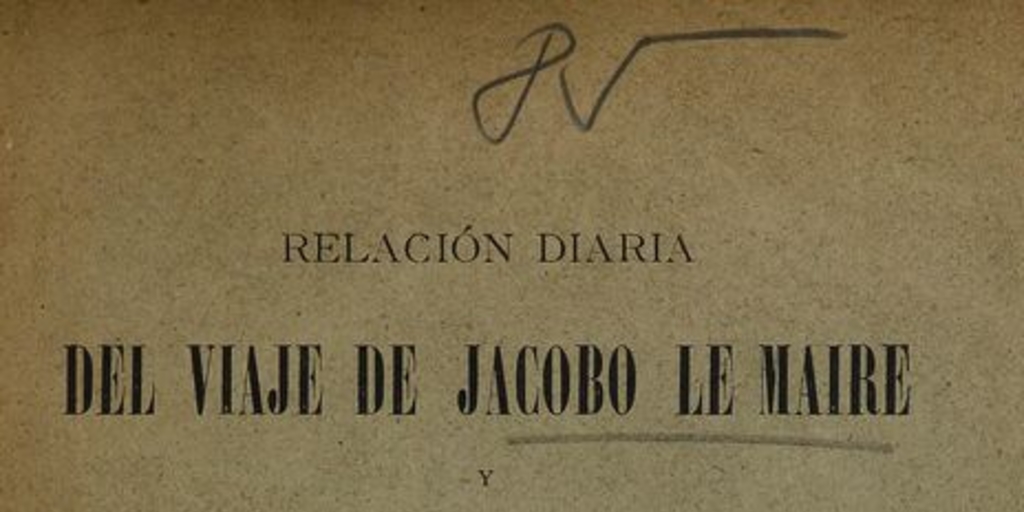 RELACIÓN DIARIA
DEL VIAJE DE JACOBO LE MAIRE
Y